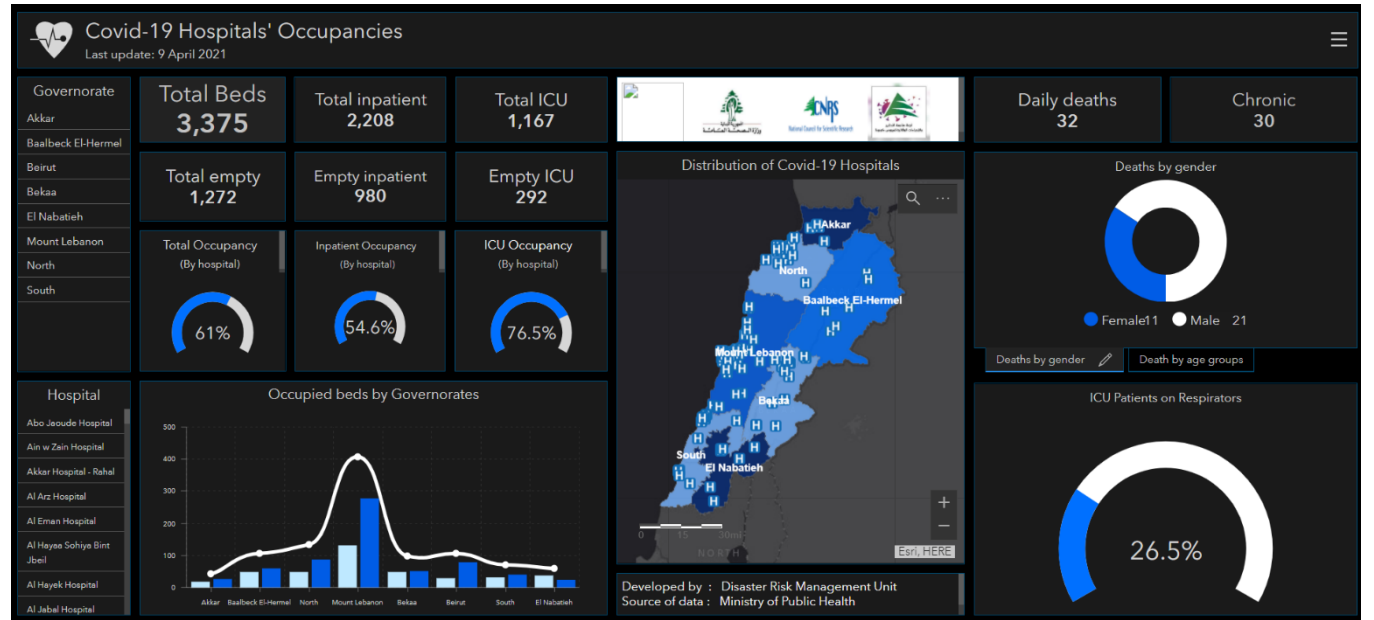 Covid-19 Hospitals' Occupancies
Last update: 9 April 2021
Governorate
Akkar
Baalbeck El-Hermel
Beirut
Bekaa
El Nabatieh
Mount Lebanon
North
South
Total Beds
3,375
Total inpatient
2,208
Total ICU
1,167
Total empty
1,272
Empty inpatient
980
Empty ICU
292
Total Occupancy
(By hospital)
61%
Inpatient Occupancy
(By hospital)
54.6%
ICU Occupancy
(By hospital)
76.5%
Hospital
Abo Jaoude Hospital
Ain w Zain Hospital
Akkar Hospital - Rahal
Al Arz Hospital
Al Eman Hospital
Al Hayaa Sohiya Bint
Jbeil
Al Hayek Hospital
Al Jabal Hospital
Occupied beds by Governorates
500
400
300
200
100
0
Akkar Baalbeck El-Hermel North Mount Lebanon Bekaa Beirut South El Nabatieh
CNRS
National Council for Scientific Research
Distribution of Covid-19 Hospitals
Akkar
North
Baalbeck El-Hermel
Mount Lebanon
Bekaa
South
El Nabatieh
H
0 15 30mi
NORTH
+
−
Esri, HERE
Developed by : Disaster Risk Management Unit
Source of data : Ministry of Public Health
Daily deaths
32
Chronic
30
Deaths by gender
Female11 Male 21
Deaths by gender
Death by age groups
ICU Patients on Respirators
26.5%